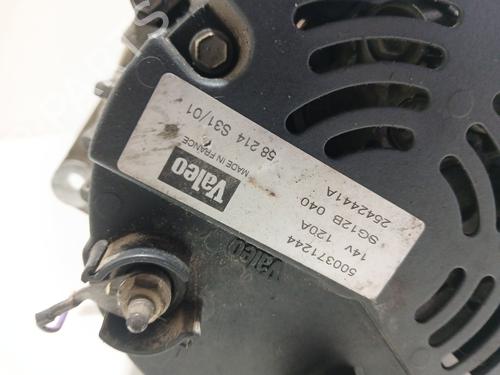 500371244
14V 120A
SG12B 040
2542441A
Valeo
MADE IN FRANCE
58 214 S31/01
Valeo